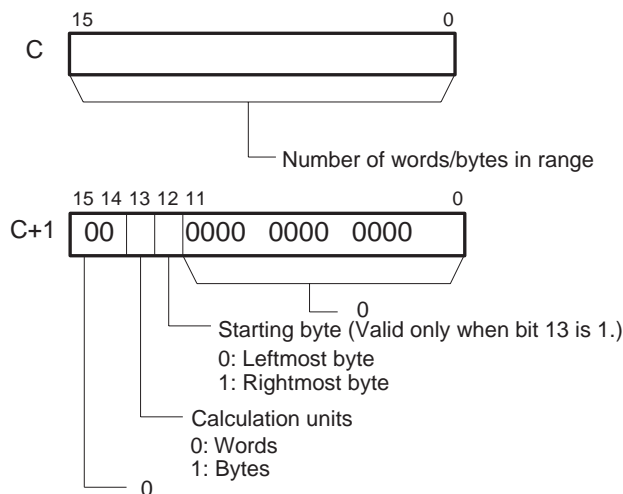 15 0
C
Number of words/bytes in range
15 14 13 12 11 0
C+1 00 0000 0000 0000
0
Starting byte (Valid only when bit 13 is 1.)
0: Leftmost byte
1: Rightmost byte
Calculation units
0: Words
1: Bytes
0